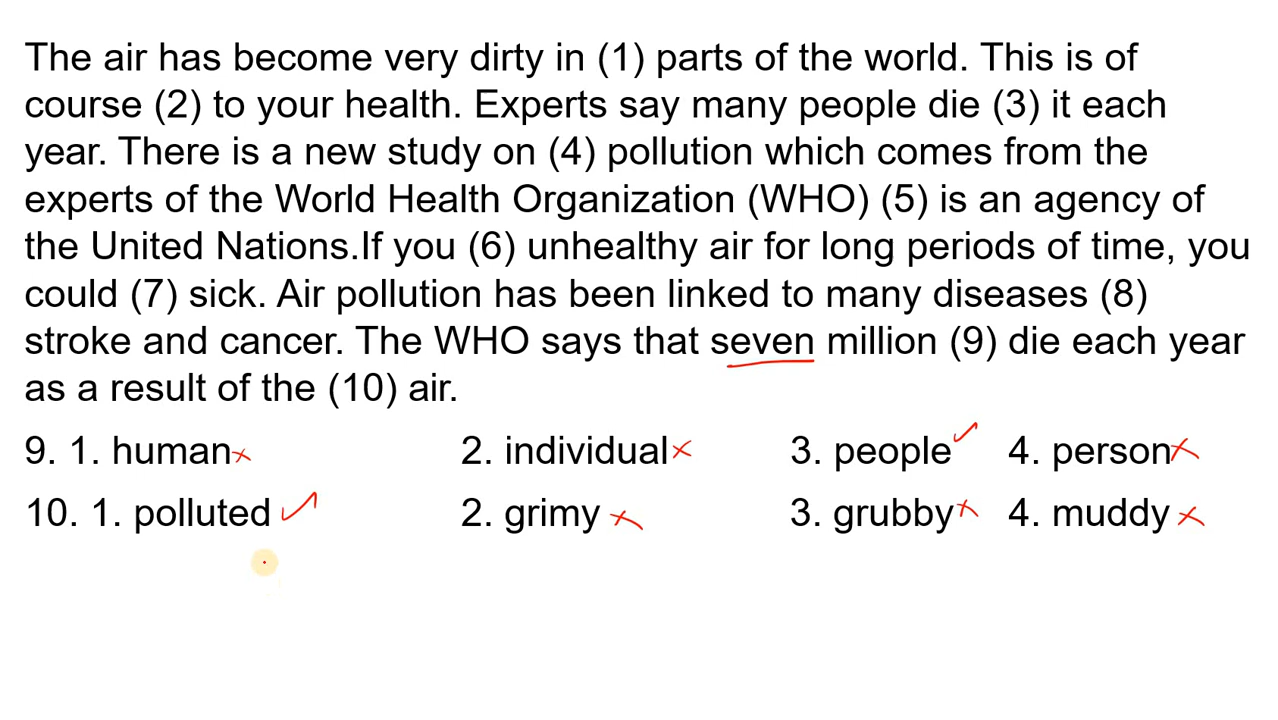 The air has become very dirty in (1) parts of the world. This is of
course (2) to your health. Experts say many people die (3) it each
year. There is a new study on (4) pollution which comes from the
experts of the World Health Organization (WHO) (5) is an agency of
the United Nations.If you (6) unhealthy air for long periods of time, you
could (7) sick. Air pollution has been linked to many diseases (8)
stroke and cancer. The WHO says that seven million (9) die each year
as a result of the (10) air.
9. 1. human 2. individual 3. people 4. person
10. 1. polluted 2. grimy 3. grubby 4. muddy